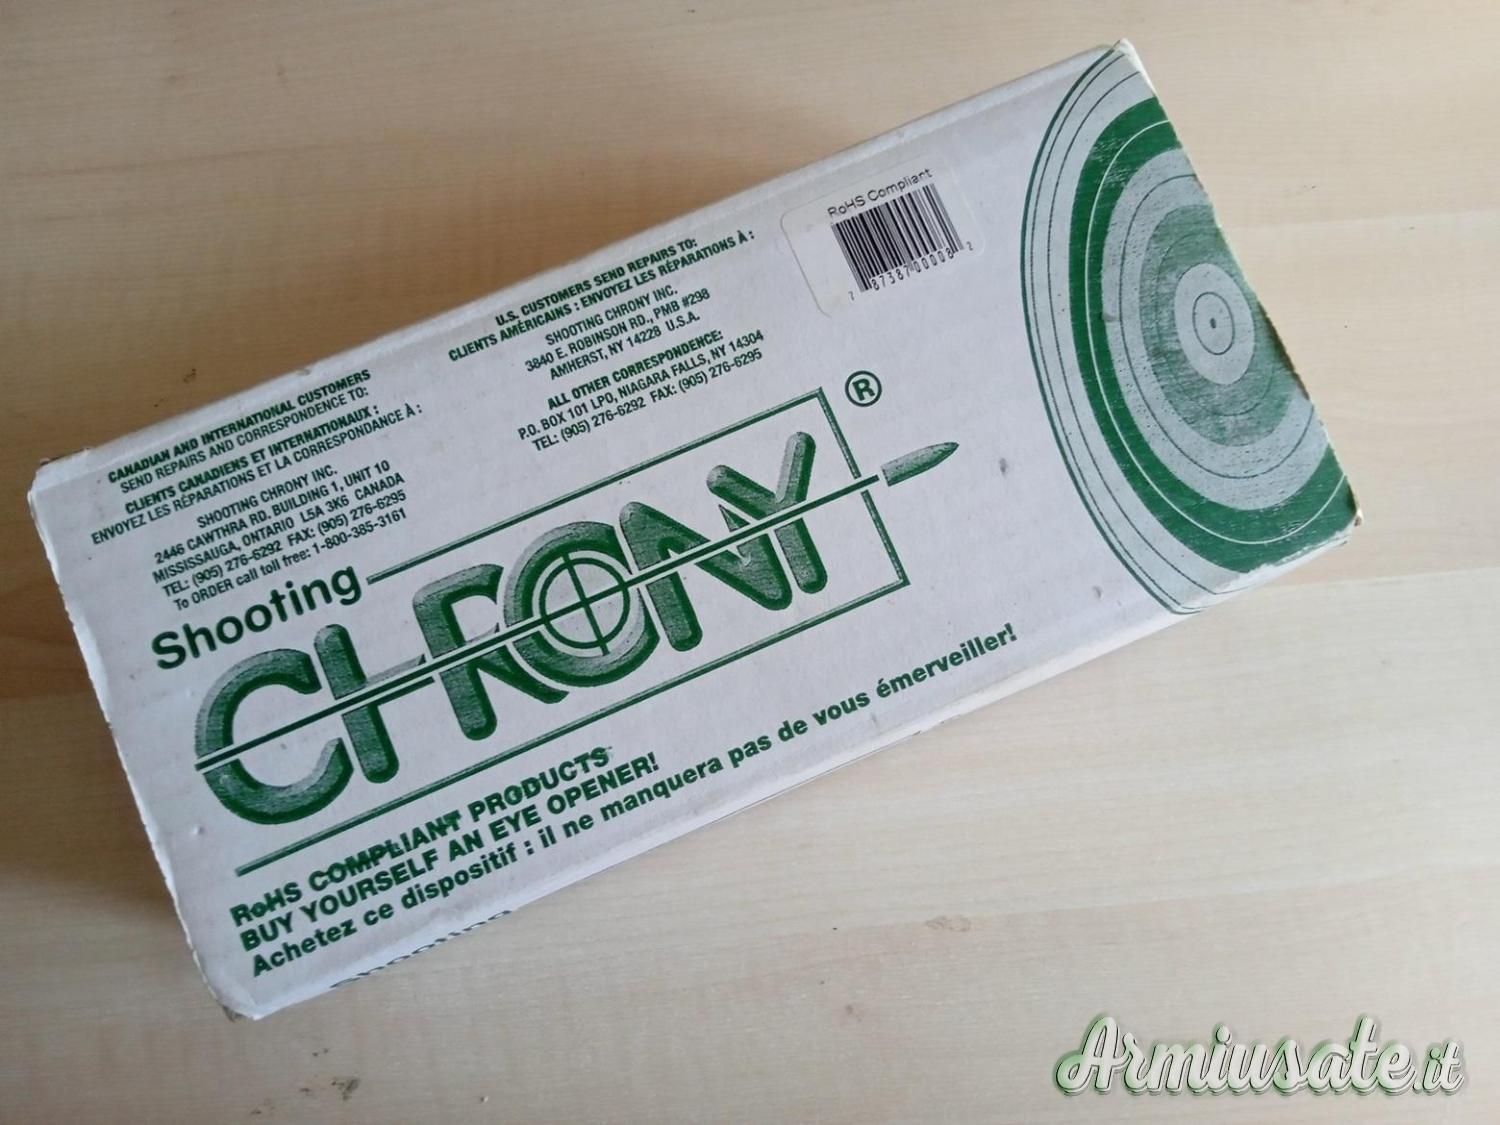 CANADIAN AND INTERNATIONAL CUSTOMERS
SEND REPAIRS AND CORRESPONDENCE TO:
CLIENTS CANADIENS ET INTERNATIONAUX :
ENVOYEZ LES RÉPARATIONS ET LA CORRESPONDANCE À :
SHOOTING CHRONY INC.
2446 CAWTHRA RD. BUILDING 1, UNIT 10
MISSISSAUGA, ONTARIO L5A 3K6 CANADA
TEL: (905) 276-6292 FAX: (905) 276-6295
To ORDER call toll free: 1-800-385-3161
U.S. CUSTOMERS SEND REPAIRS TO:
CLIENTS AMÉRICAINS : ENVOYEZ LES RÉPARATIONS À :
SHOOTING CHRONY INC.
3840 E. ROBINSON RD., PMB #298
AMHERST, NY 14228 U.S.A.
ALL OTHER CORRESPONDENCE:
P.O. BOX 101 LPO, NIAGARA FALLS, NY 14304
TEL: (905) 276-6292 FAX: (905) 276-6295
RoHS Compliant
7 87387 00008 2
Shooting
CHRONY ®
RoHS COMPLIANT PRODUCTS
BUY YOURSELF AN EYE OPENER!
Achetez ce dispositif : il ne manquera pas de vous émerveiller!
Armiusate.it